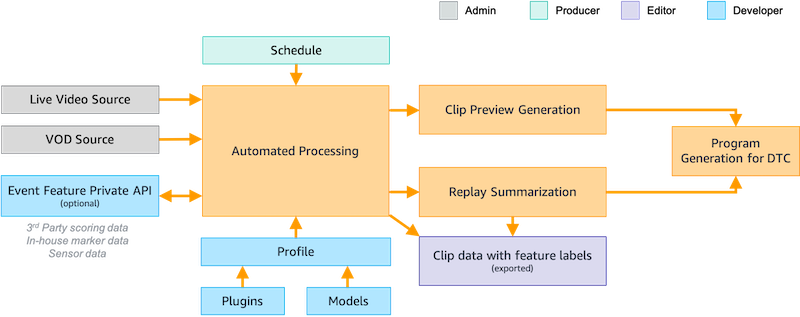 Admin
Producer
Editor
Developer
Schedule
Live Video Source
VOD Source
Event Feature Private API
(optional)
3rd Party scoring data
In-house marker data
Sensor data
Automated Processing
Profile
Plugins
Models
Clip Preview Generation
Replay Summarization
Clip data with feature labels
(exported)
Program
Generation for DTC